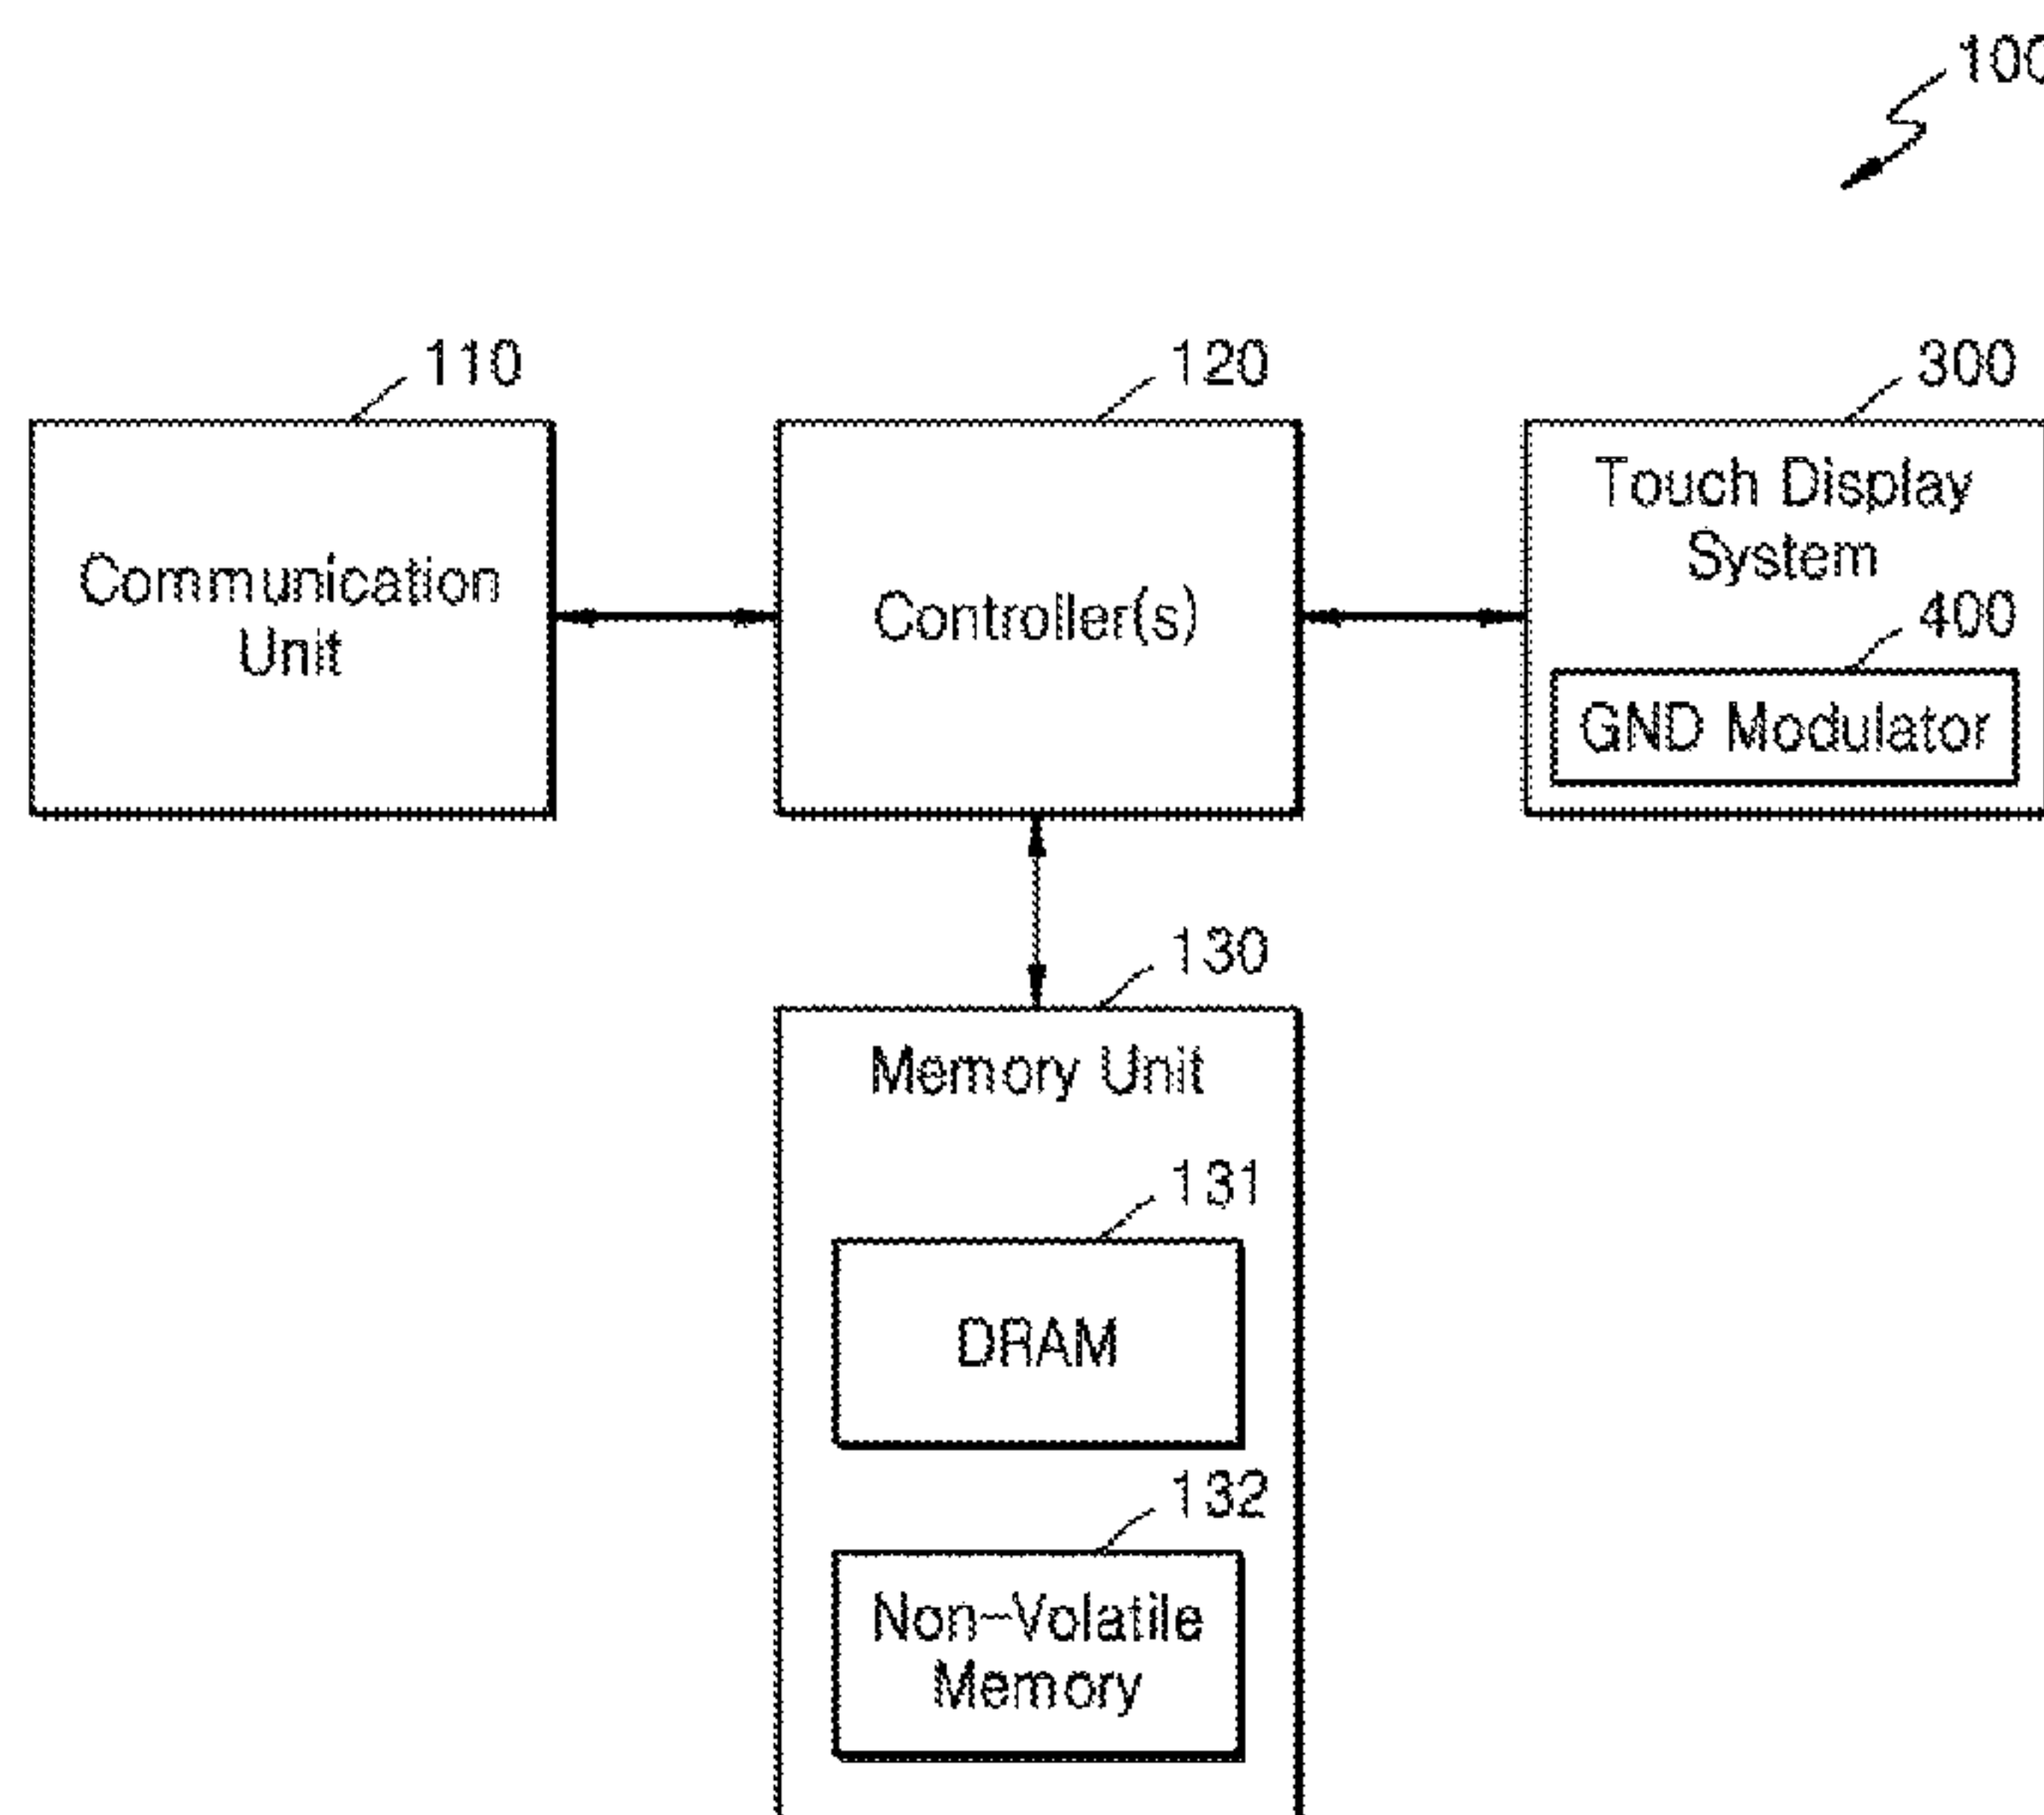 100
110
120
300
Communication
Unit
Controller(s)
Touch Display
System
400
GND Modulator
130
Memory Unit
131
DRAM
132
Non-Volatile
Memory